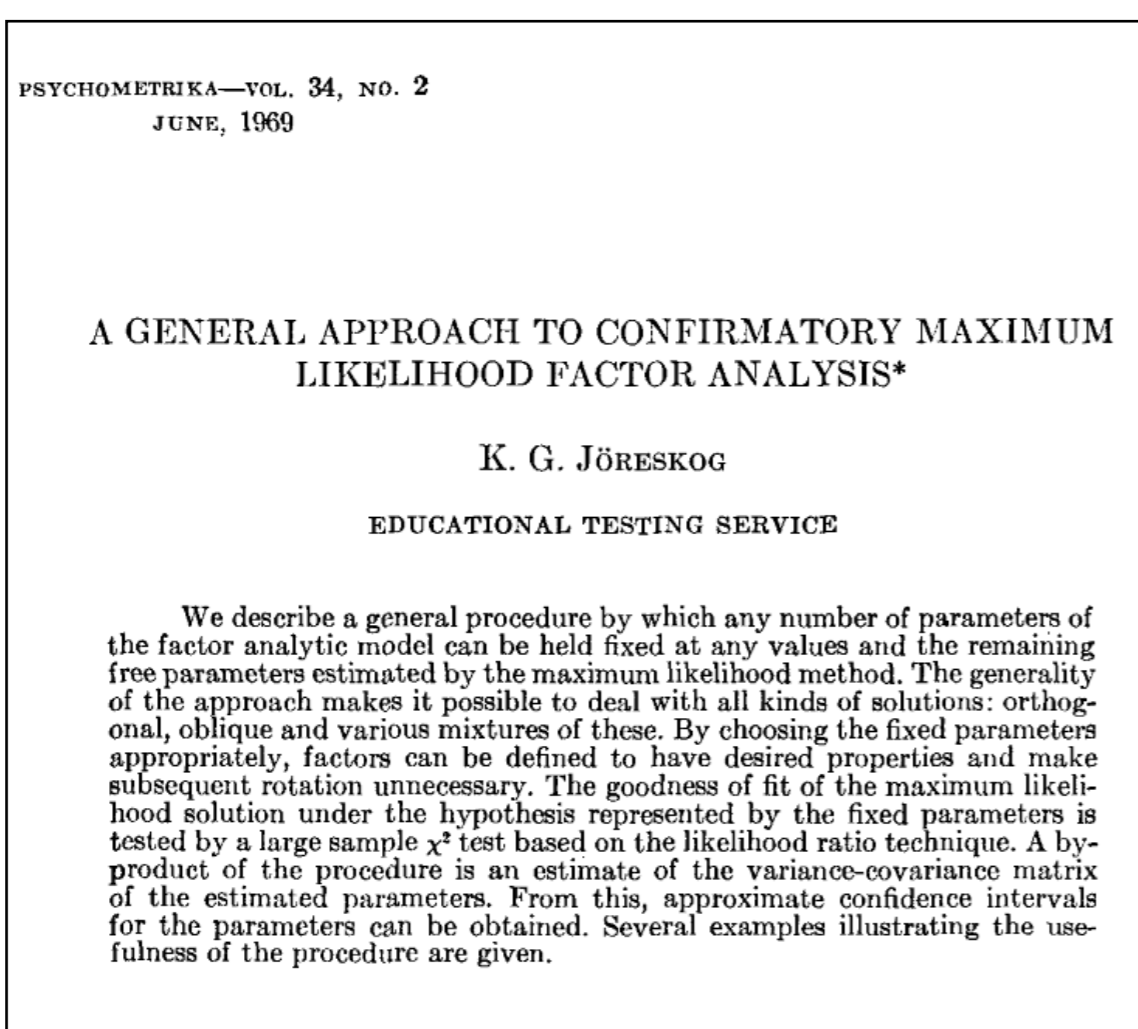 PSYCHOMETRIKA—VOL. 34, NO. 2
JUNE, 1969
A GENERAL APPROACH TO CONFIRMATORY MAXIMUM
LIKELIHOOD FACTOR ANALYSIS*
K. G. JÖRESKOG
EDUCATIONAL TESTING SERVICE
We describe a general procedure by which any number of parameters of
the factor analytic model can be held fixed at any values and the remaining
free parameters estimated by the maximum likelihood method. The generality
of the approach makes it possible to deal with all kinds of solutions: orthog-
onal, oblique and various mixtures of these. By choosing the fixed parameters
appropriately, factors can be defined to have desired properties and make
subsequent rotation unnecessary. The goodness of fit of the maximum likeli-
hood solution under the hypothesis represented by the fixed parameters is
tested by a large sample χ² test based on the likelihood ratio technique. A by-
product of the procedure is an estimate of the variance-covariance matrix
of the estimated parameters. From this, approximate confidence intervals
for the parameters can be obtained. Several examples illustrating the use-
fulness of the procedure are given.